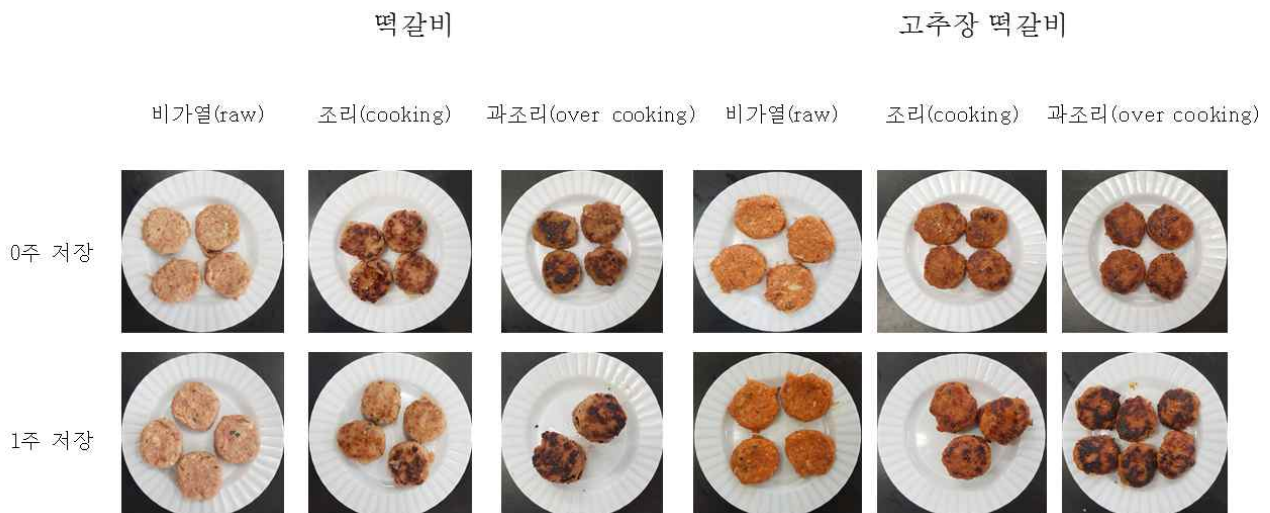 떡갈비 고추장 떡갈비
비가열(raw) 조리(cooking) 과조리(over cooking) 비가열(raw) 조리(cooking) 과조리(over cooking)
0주 저장
1주 저장